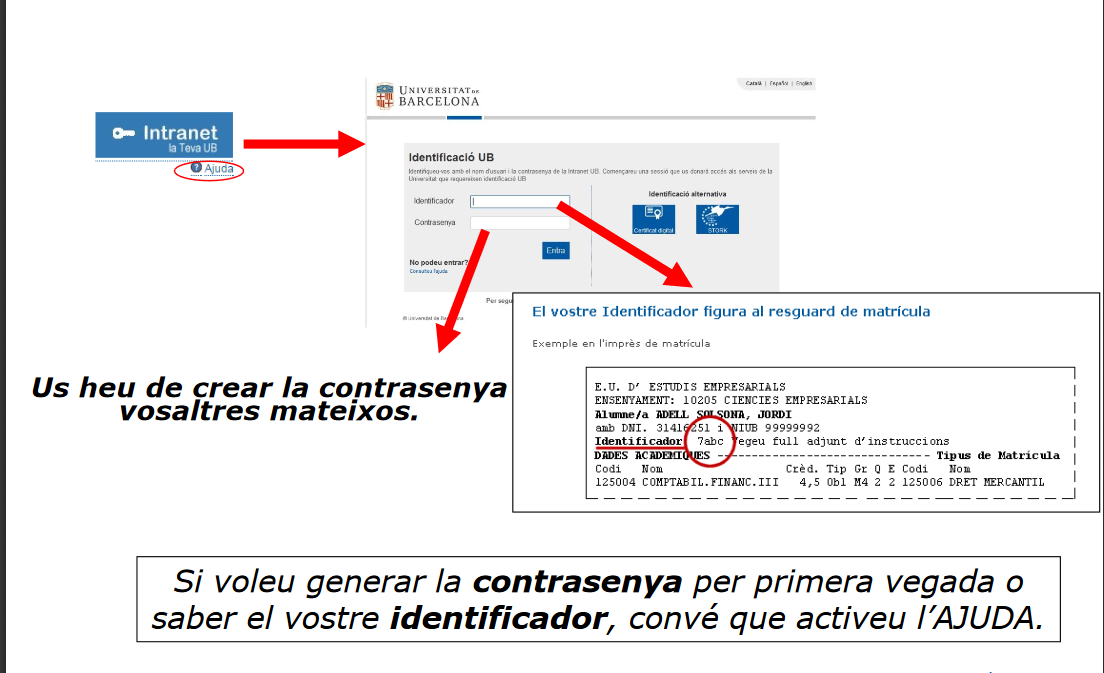 Català | Español | English
UNIVERSITAT DE
BARCELONA
Intranet
la Teva UB
Ajuda
Identificació UB
Identifiqueu-vos amb el nom d'usuari i la contrasenya de la Intranet UB. Començareu una sessió que us donarà accés als serveis de la
Universitat que requereixen identificació UB
Identificador
Contrasenya
Entra
No podeu entrar?
Consulteu l'ajuda
Identificació alternativa
Certificat digital
STORK
Per segu
© Universitat de Barcelona
El vostre Identificador figura al resguard de matrícula
Exemple en l'imprès de matrícula
E.U. D' ESTUDIS EMPRESARIALS
ENSENYAMENT: 10205 CIENCIES EMPRESARIALS
Alumne/a ADELL SOLSONA, JORDI
amb DNI. 31416251 i NIUB 99999992
Identificador 7abc Vegeu full adjunt d'instruccions
DADES ACADEMIQUES ------------------------------ Tipus de Matrícula
Codi Nom Crèd. Tip Gr Q E Codi Nom
125004 COMPTABIL.FINANC.III 4,5 Obl M4 2 2 125006 DRET MERCANTIL
Us heu de crear la contrasenya
vosaltres mateixos.
Si voleu generar la contrasenya per primera vegada o
saber el vostre identificador, convé que activeu l'AJUDA.